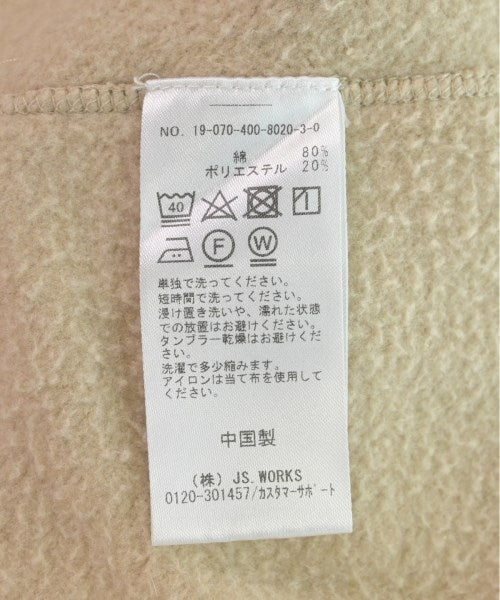 NO. 19-070-400-8020-3-0
綿 80%
ポリエステル 20%
40
F W
単独で洗ってください。
短時間で洗ってください。
浸け置き洗いや、濡れた状態
での放置はお避けください。
タンブラー乾燥はお避けくだ
さい。
洗濯で多少縮みます。
アイロンは当て布を使用して
ください。
中国製
(株) JS.WORKS
0120-301457/カスタマーサポート